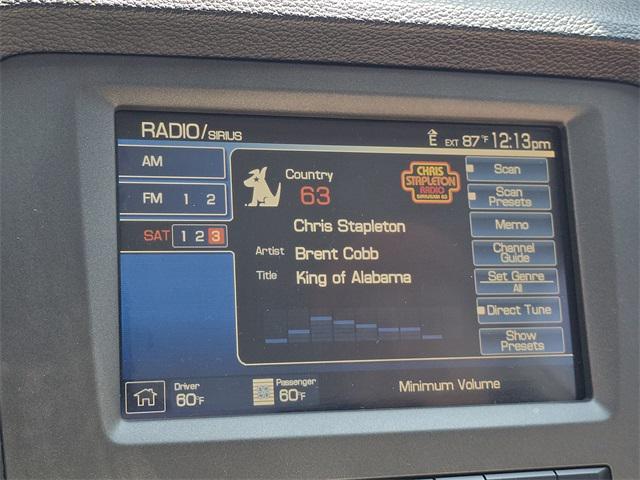 RADIO/SIRIUS
E EXT 87°F 12:13pm
AM
FM 1 2
SAT 1 2 3
Country
63
CHRIS
STAPLETON
RADIO
SIRIUSXM 63
Chris Stapleton
Artist Brent Cobb
Title King of Alabama
Scan
Scan
Presets
Memo
Channel
Guide
Set Genre
All
Direct Tune
Show
Presets
Driver
60°F
Passenger
60°F
Minimum Volume